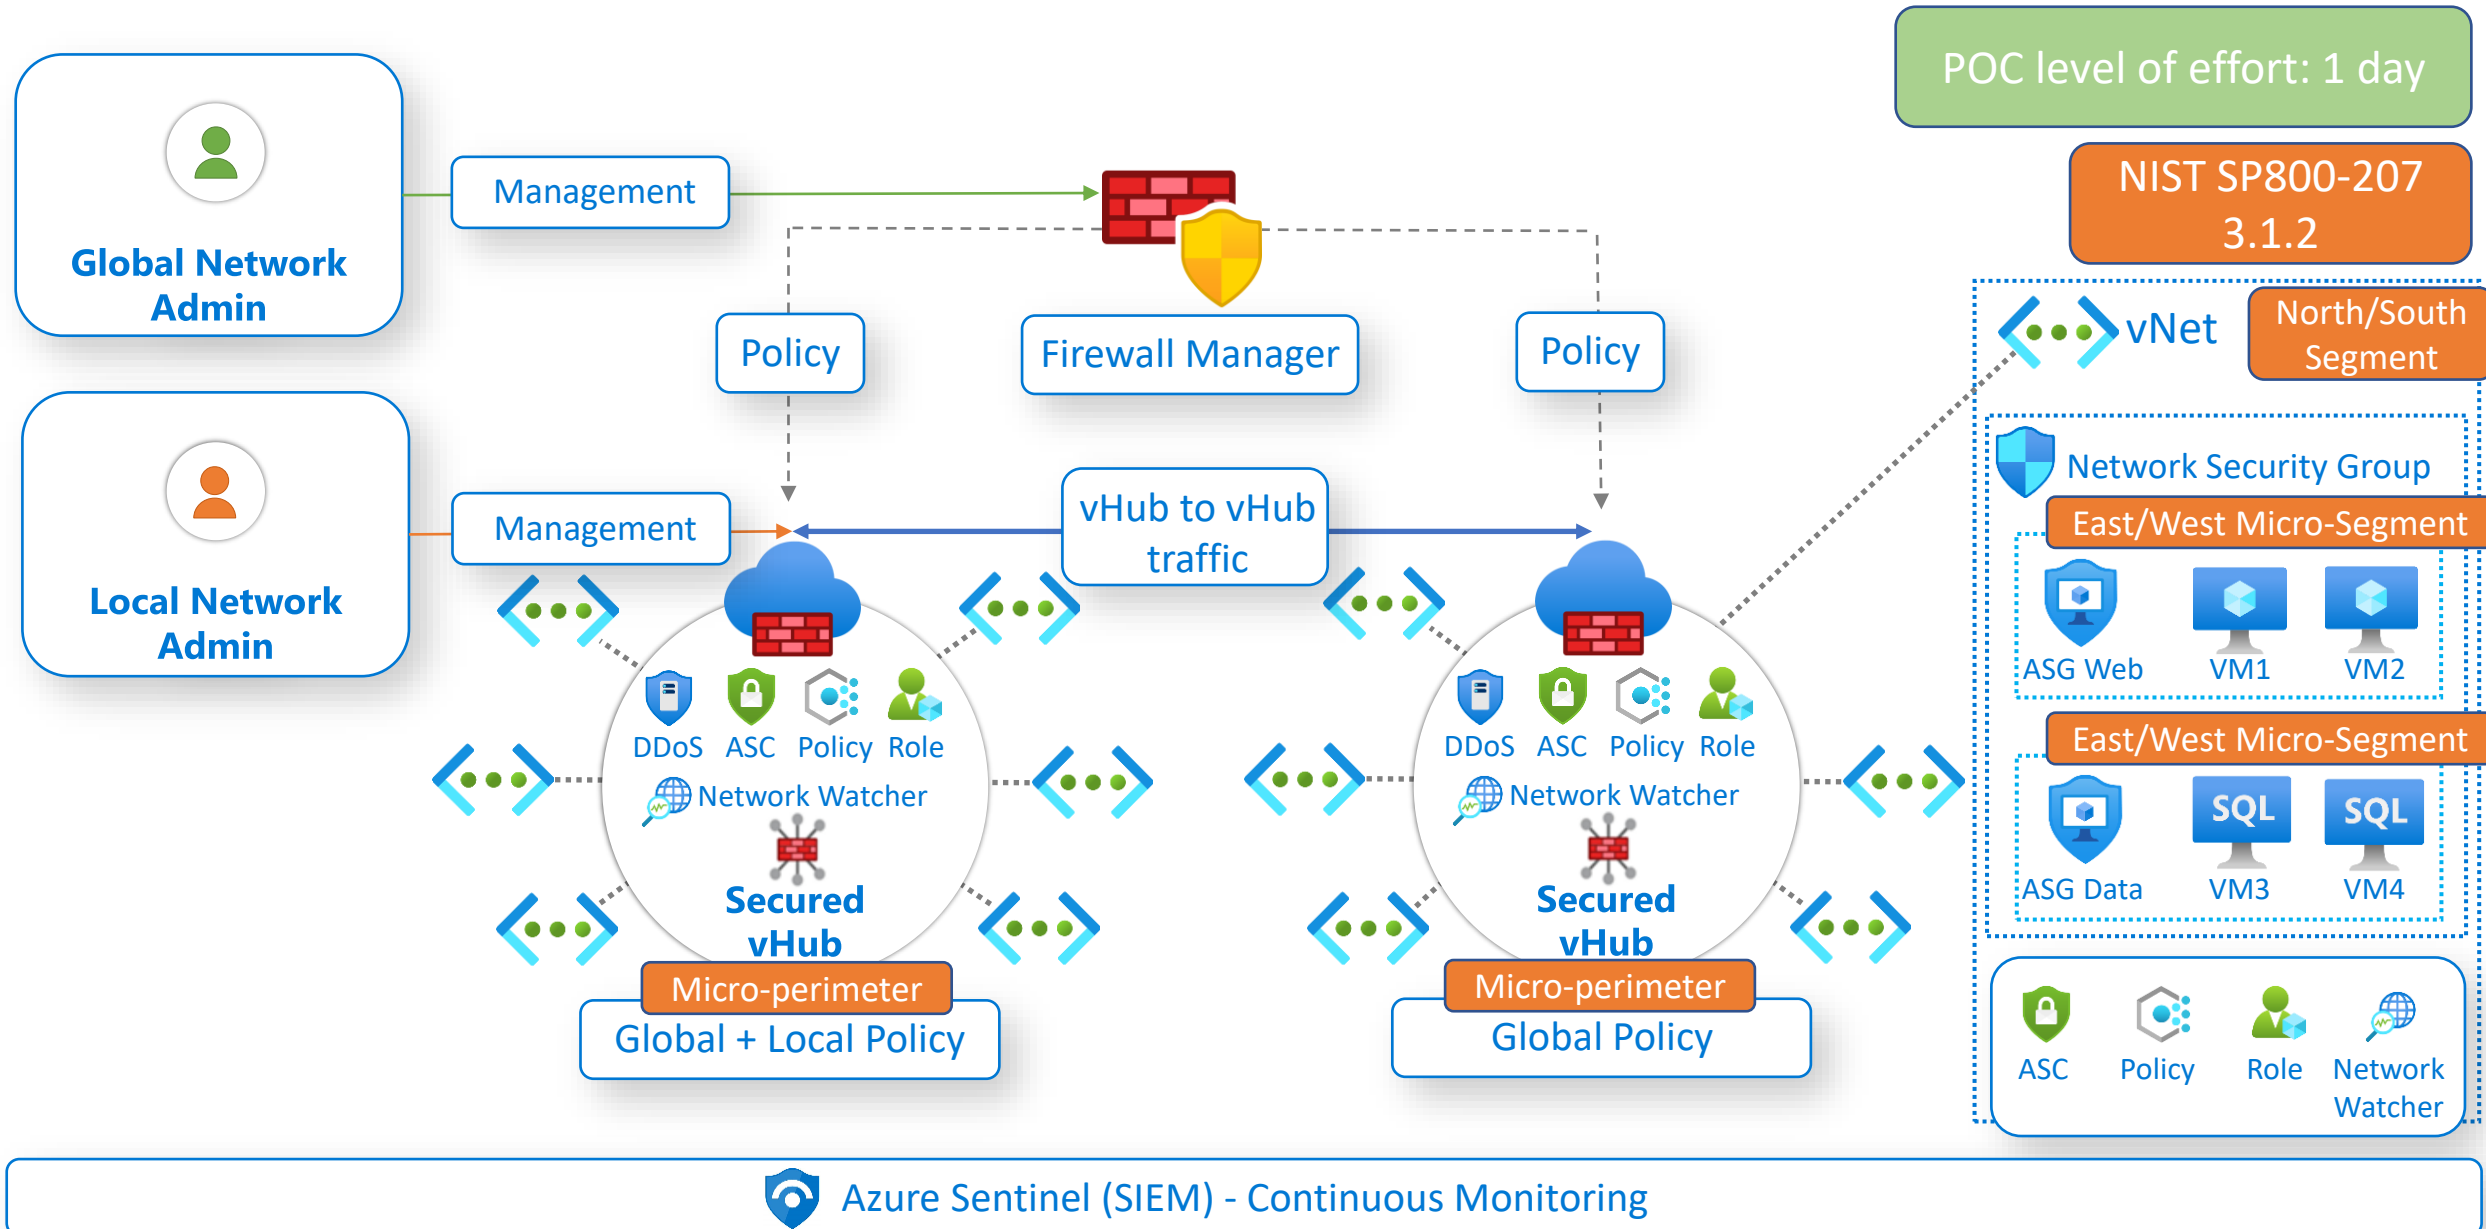 POC level of effort: 1 day
NIST SP800-207
3.1.2
Global Network
Admin
Management
Firewall Manager
Policy
Policy
Local Network
Admin
Management
vHub to vHub
traffic
DDoS
ASC
Policy
Role
Network Watcher
Secured
vHub
Micro-perimeter
Global + Local Policy
DDoS
ASC
Policy
Role
Network Watcher
Secured
vHub
Micro-perimeter
Global Policy
vNet
North/South
Segment
Network Security Group
East/West Micro-Segment
ASG Web
VM1
VM2
East/West Micro-Segment
SQL
SQL
ASG Data
VM3
VM4
ASC
Policy
Role
Network
Watcher
Azure Sentinel (SIEM) - Continuous Monitoring